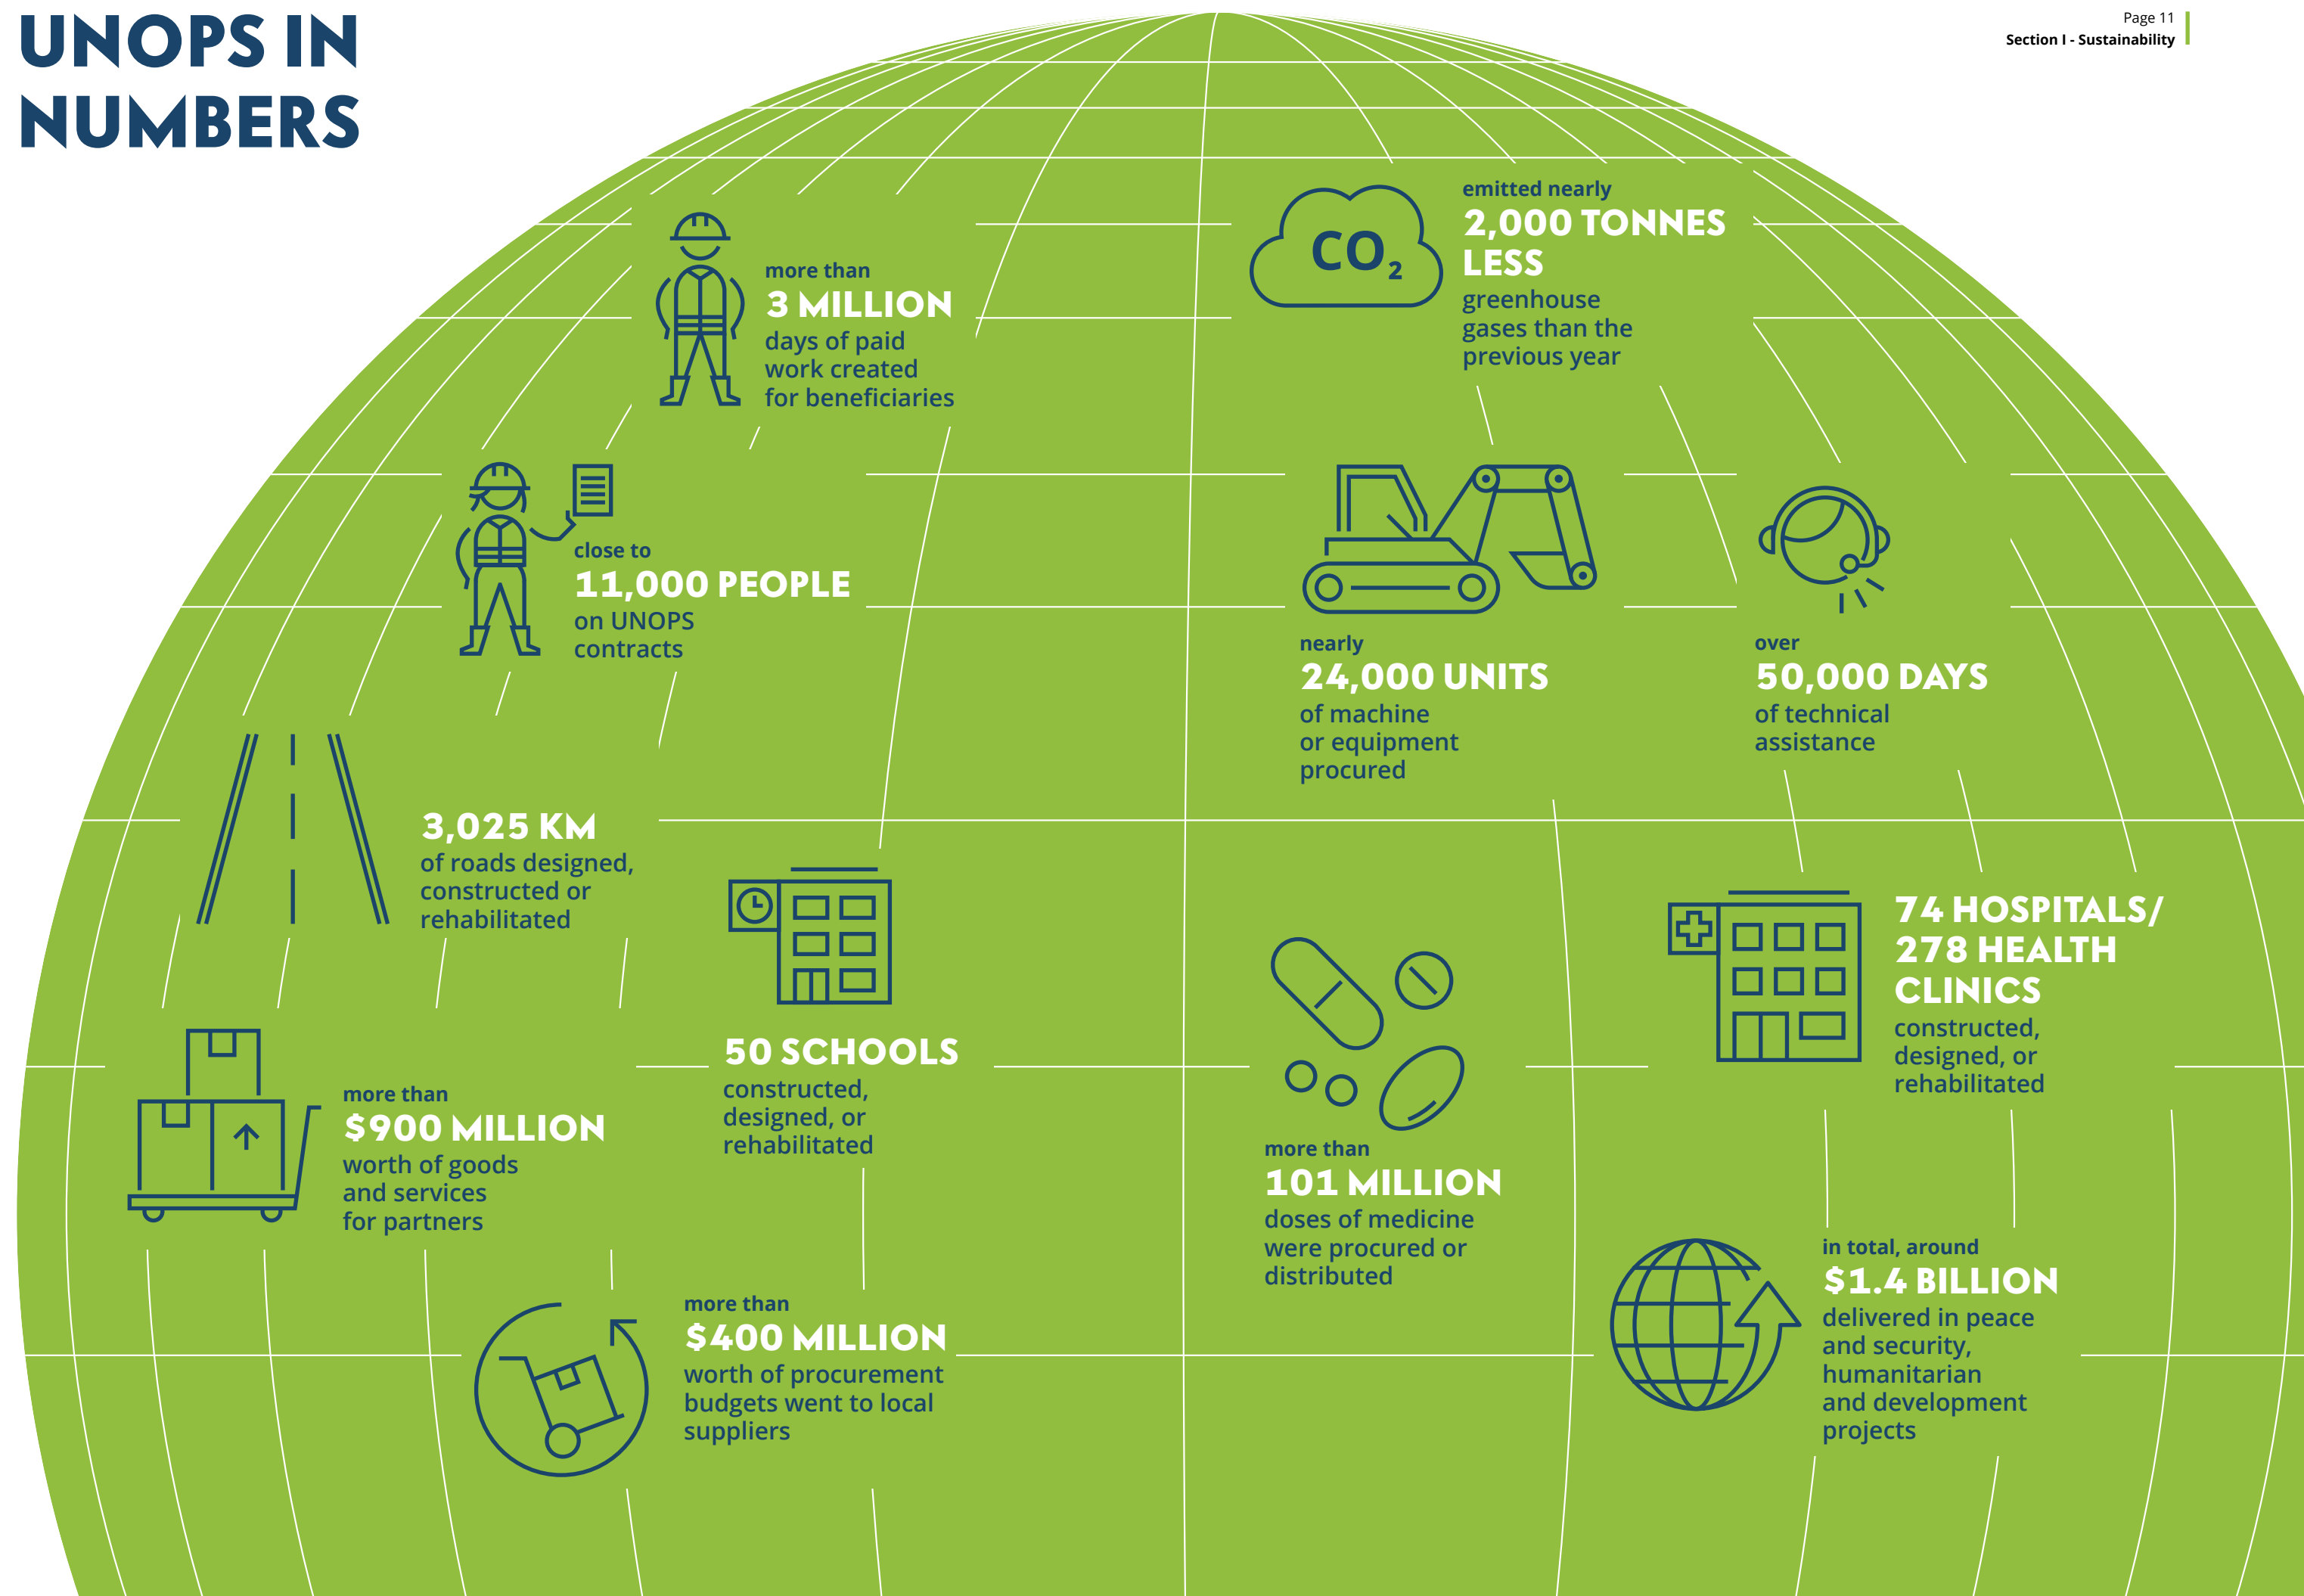 UNOPS IN
NUMBERS
Page 11
Section I - Sustainability
more than
3 MILLION
days of paid
work created
for beneficiaries
CO₂
emitted nearly
2,000 TONNES
LESS
greenhouse
gases than the
previous year
close to
11,000 PEOPLE
on UNOPS
contracts
nearly
24,000 UNITS
of machine
or equipment
procured
over
50,000 DAYS
of technical
assistance
3,025 KM
of roads designed,
constructed or
rehabilitated
50 SCHOOLS
constructed,
designed, or
rehabilitated
74 HOSPITALS/
278 HEALTH
CLINICS
constructed,
designed, or
rehabilitated
more than
$900 MILLION
worth of goods
and services
for partners
more than
101 MILLION
doses of medicine
were procured or
distributed
more than
$400 MILLION
worth of procurement
budgets went to local
suppliers
in total, around
$1.4 BILLION
delivered in peace
and security,
humanitarian
and development
projects